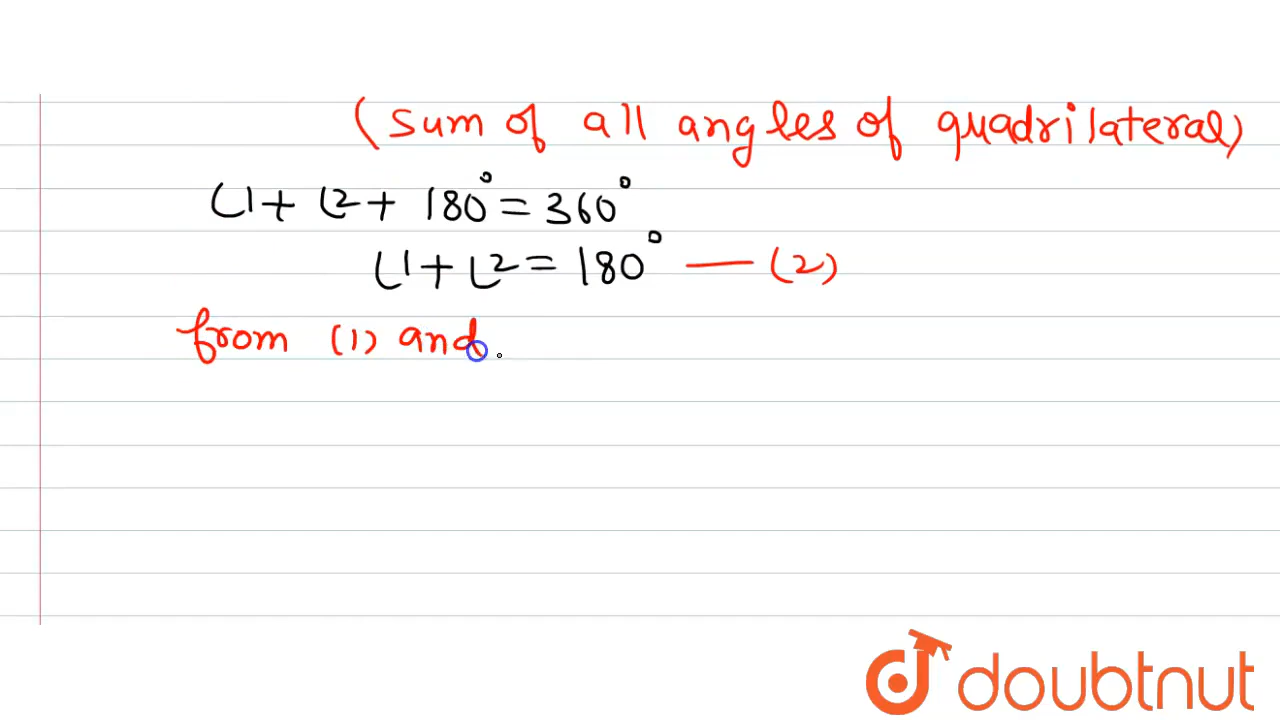 (sum of all angles of quadrilateral)
∠1 + ∠2 + 180° = 360°
∠1 + ∠2 = 180° — (2)
from (1) and
doubtnut